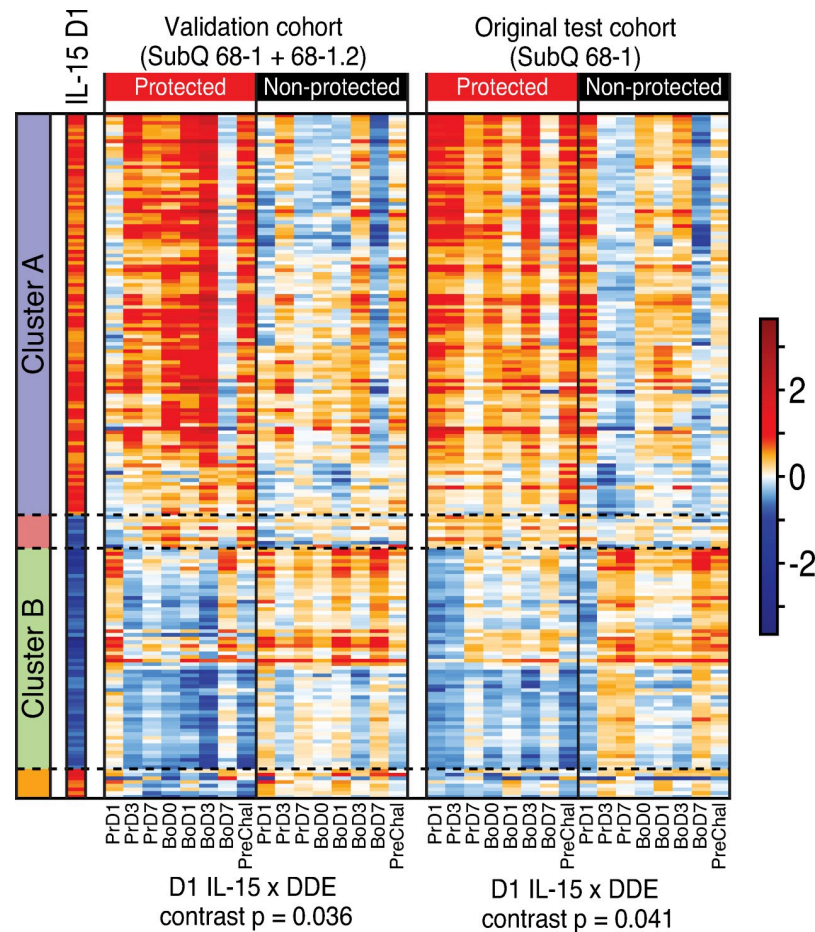 IL-15 D1
Validation cohort
(SubQ 68-1 + 68-1.2)
Original test cohort
(SubQ 68-1)
Protected
Non-protected
Protected
Non-protected
Cluster A
Cluster B
2
0
-2
PrD1
PrD3
PrD7
BoD0
BoD1
BoD3
BoD7
PreChal
PrD1
PrD3
PrD7
BoD0
BoD1
BoD3
BoD7
PreChal
PrD1
PrD3
PrD7
BoD0
BoD1
BoD3
BoD7
PreChal
PrD1
PrD3
PrD7
BoD0
BoD1
BoD3
BoD7
PreChal
D1 IL-15 x DDE
contrast p = 0.036
D1 IL-15 x DDE
contrast p = 0.041